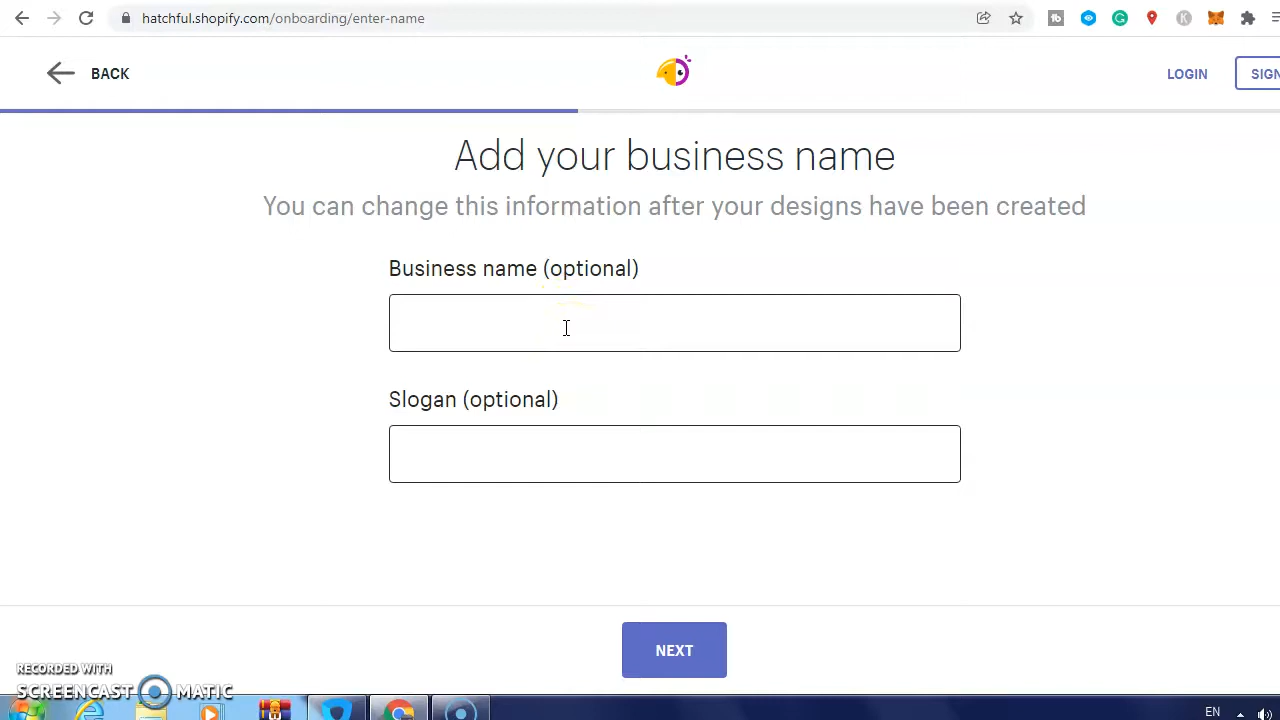 hatchful.shopify.com/onboarding/enter-name
BACK
LOGIN
SIGN
Add your business name
You can change this information after your designs have been created
Business name (optional)
Slogan (optional)
NEXT
RECORDED WITH
SCREENCAST MATIC
EN